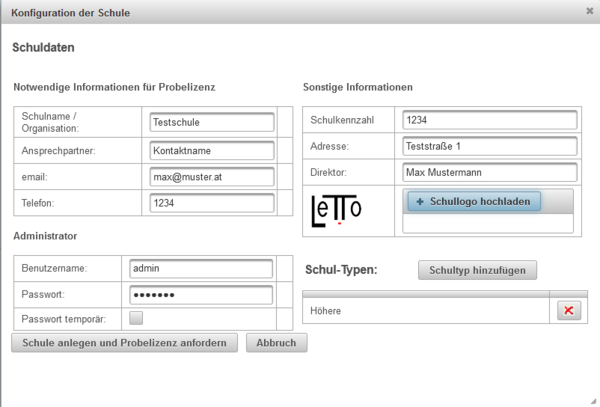 Konfiguration der Schule
Schuldaten
Notwendige Informationen für Probelizenz
Schulname /
Organisation:
Testschule
Ansprechpartner:
Kontaktname
email:
max@muster.at
Telefon:
1234
Administrator
Benutzername:
admin
Passwort:
•••••••
Passwort temporär:
Schule anlegen und Probelizenz anfordern
Abbruch
Sonstige Informationen
Schulkennzahl
1234
Adresse:
Teststraße 1
Direktor:
Max Mustermann
LeTTo
Schullogo hochladen
Schul-Typen:
Schultyp hinzufügen
Höhere